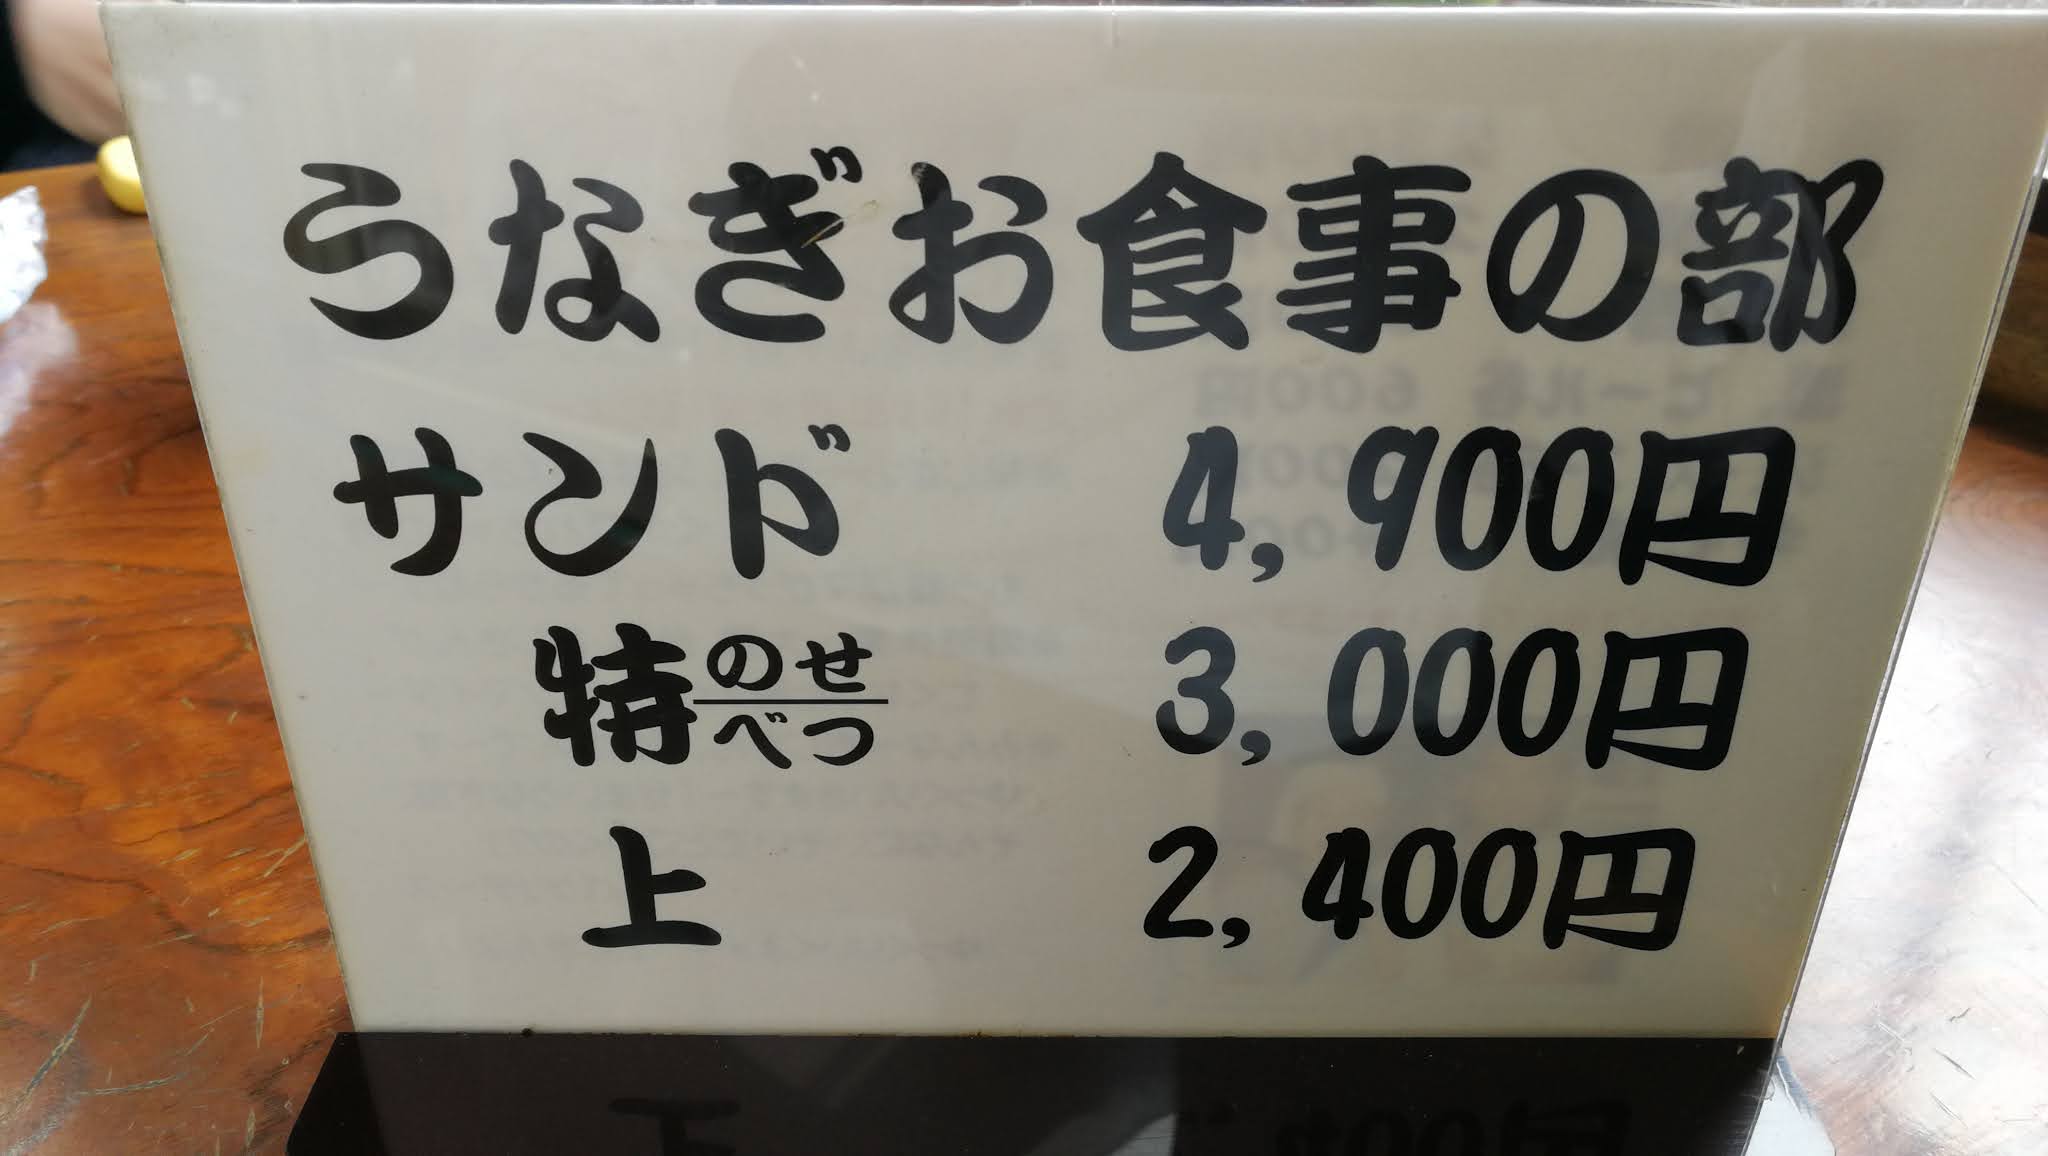 うなぎお食事の部
サンド 4,900円
特 のせ 3,000円
べつ
上 2,400円